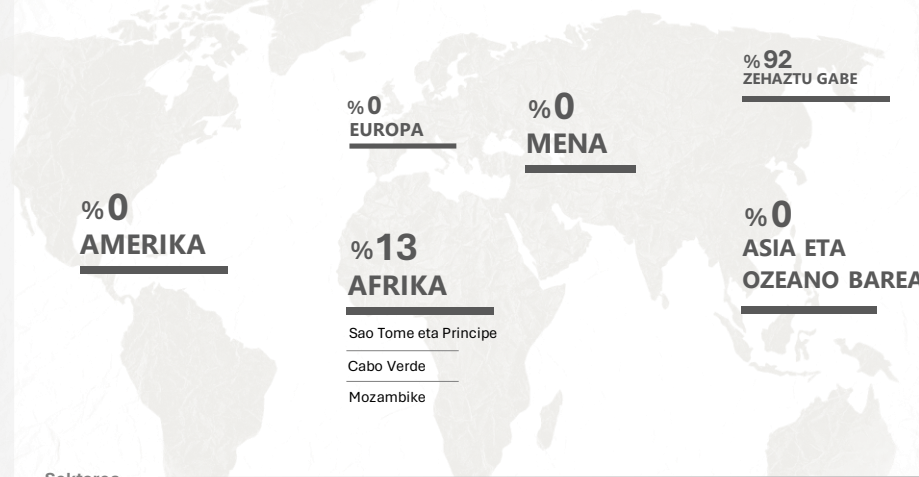 %92
ZEHAZTU GABE
%0
EUROPA
%0
MENA
%0
AMERIKA
%13
AFRIKA
Sao Tome eta Principe
Cabo Verde
Mozambike
%0
ASIA ETA
OZEANO BAREA